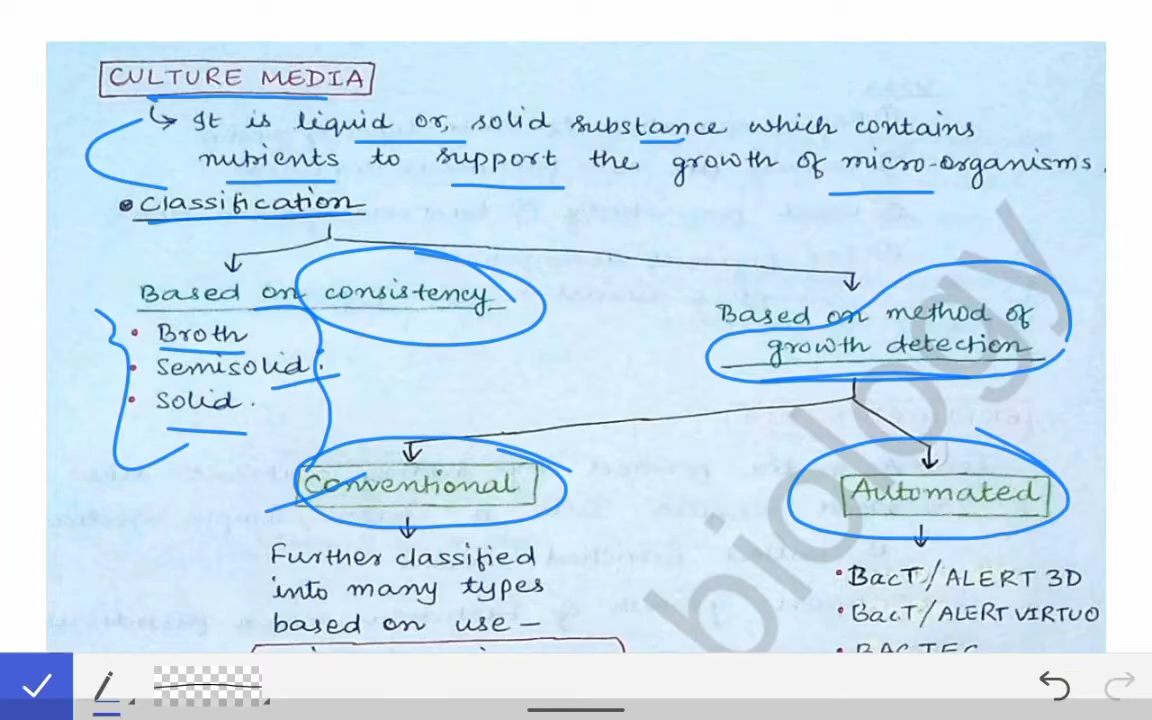 CULTURE MEDIA
↳ It is liquid or, solid substance which contains
nutrients to support the growth of micro-organisms.
• Classification
Based on consistency
• Broth
• Semisolid.
• Solid.
Based on method of
growth detection
Conventional
Further classified
into many types
based on use -
Automated
• BacT/ALERT 3D
• BacT/ALERT VIRTUO
• BACTEC
biology